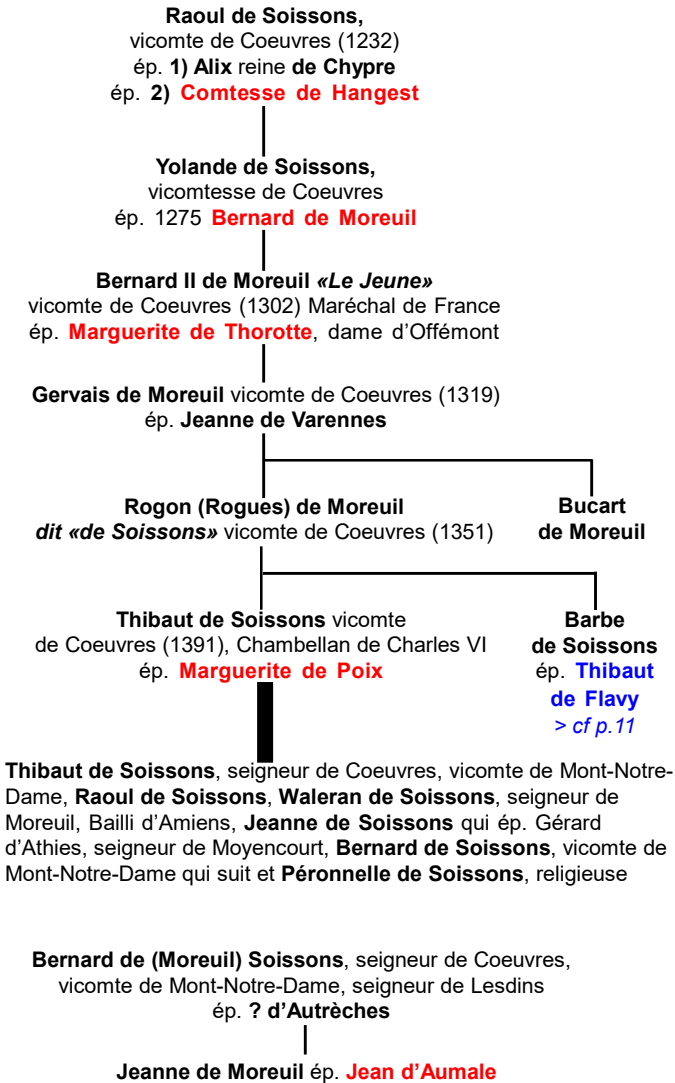 Raoul de Soissons,
vicomte de Coeuvres (1232)
ép. 1) Alix reine de Chypre
ép. 2) Comtesse de Hangest
Yolande de Soissons,
vicomtesse de Coeuvres
ép. 1275 Bernard de Moreuil
Bernard II de Moreuil «Le Jeune»
vicomte de Coeuvres (1302) Maréchal de France
ép. Marguerite de Thorotte, dame d’Offémont
Gervais de Moreuil vicomte de Coeuvres (1319)
ép. Jeanne de Varennes
Rogon (Rogues) de Moreuil
dit «de Soissons» vicomte de Coeuvres (1351)
Bucart
de Moreuil
Thibaut de Soissons vicomte
de Coeuvres (1391), Chambellan de Charles VI
ép. Marguerite de Poix
Barbe
de Soissons
ép. Thibaut
de Flavy
> cf p.11
Thibaut de Soissons, seigneur de Coeuvres, vicomte de Mont-Notre-
Dame, Raoul de Soissons, Waleran de Soissons, seigneur de
Moreuil, Bailli d’Amiens, Jeanne de Soissons qui ép. Gérard
d’Athies, seigneur de Moyencourt, Bernard de Soissons, vicomte de
Mont-Notre-Dame qui suit et Péronnelle de Soissons, religieuse
Bernard de (Moreuil) Soissons, seigneur de Coeuvres,
vicomte de Mont-Notre-Dame, seigneur de Lesdins
ép. ? d’Autrèches
Jeanne de Moreuil ép. Jean d’Aumale